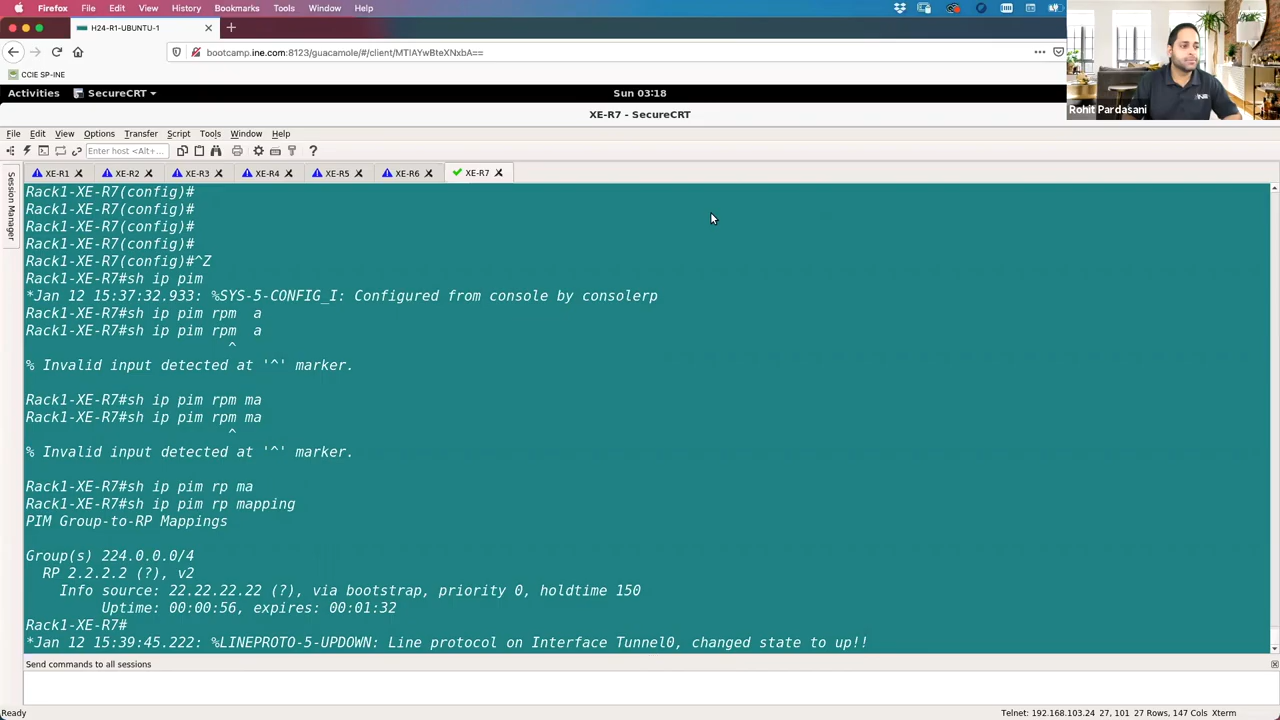 Firefox File Edit View History Bookmarks Tools Window Help
H24-R1-UBUNTU-1
bootcamp.ine.com:8123/guacamole/#/client/MTIAYwBteXNxbA==
CCIE SP-INE
Activities SecureCRT Sun 03:18
XE-R7 - SecureCRT
File Edit View Options Transfer Script Tools Window Help
Enter host <Alt+...
XE-R1 XE-R2 XE-R3 XE-R4 XE-R5 XE-R6 XE-R7
Session Manager
Rack1-XE-R7(config)#
Rack1-XE-R7(config)#
Rack1-XE-R7(config)#
Rack1-XE-R7(config)#
Rack1-XE-R7(config)#^Z
Rack1-XE-R7#sh ip pim
*Jan 12 15:37:32.933: %SYS-5-CONFIG_I: Configured from console by consolerp
Rack1-XE-R7#sh ip pim rpm  a
Rack1-XE-R7#sh ip pim rpm  a
^
% Invalid input detected at '^' marker.
Rack1-XE-R7#sh ip pim rpm ma
Rack1-XE-R7#sh ip pim rpm ma
^
% Invalid input detected at '^' marker.
Rack1-XE-R7#sh ip pim rp ma
Rack1-XE-R7#sh ip pim rp mapping
PIM Group-to-RP Mappings
Group(s) 224.0.0.0/4
RP 2.2.2.2 (?), v2
Info source: 22.22.22.22 (?), via bootstrap, priority 0, holdtime 150
Uptime: 00:00:56, expires: 00:01:32
Rack1-XE-R7#
*Jan 12 15:39:45.222: %LINEPROTO-5-UPDOWN: Line protocol on Interface Tunnel0, changed state to up!!
Send commands to all sessions
Ready
Telnet: 192.168.103.24 27, 101 27 Rows, 147 Cols Xterm
Rohit Pardasani
INE